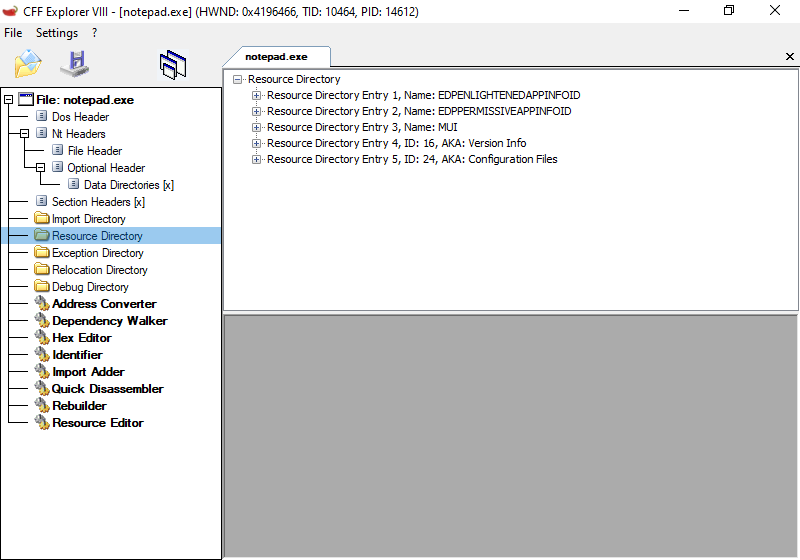 CFF Explorer VIII - [notepad.exe] (HWND: 0x4196466, TID: 10464, PID: 14612)
File Settings ?
notepad.exe
File: notepad.exe
Dos Header
Nt Headers
File Header
Optional Header
Data Directories [x]
Section Headers [x]
Import Directory
Resource Directory
Exception Directory
Relocation Directory
Debug Directory
Address Converter
Dependency Walker
Hex Editor
Identifier
Import Adder
Quick Disassembler
Rebuilder
Resource Editor
Resource Directory
Resource Directory Entry 1, Name: EDPENLIGHTENEDAPPINFOID
Resource Directory Entry 2, Name: EDPPERMISSIVEAPPINFOID
Resource Directory Entry 3, Name: MUI
Resource Directory Entry 4, ID: 16, AKA: Version Info
Resource Directory Entry 5, ID: 24, AKA: Configuration Files